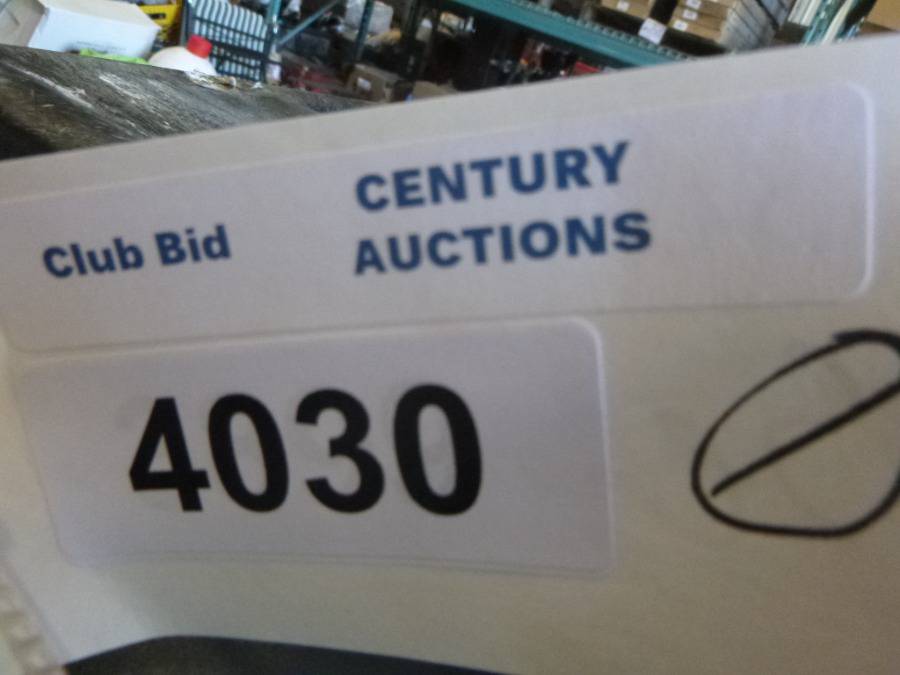 Club Bid
CENTURY
AUCTIONS
4030